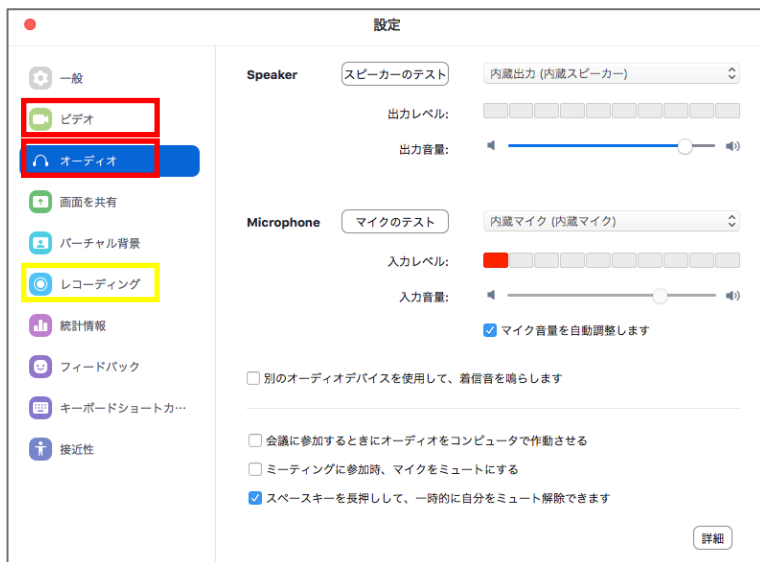 設定
一般
ビデオ
オーディオ
画面を共有
バーチャル背景
レコーディング
統計情報
フィードバック
キーボードショートカ…
接近性
Speaker スピーカーのテスト 内蔵出力 (内蔵スピーカー)
出力レベル:
出力音量:
Microphone マイクのテスト 内蔵マイク (内蔵マイク)
入力レベル:
入力音量:
マイク音量を自動調整します
別のオーディオデバイスを使用して、着信音を鳴らします
会議に参加するときにオーディオをコンピュータで作動させる
ミーティングに参加時、マイクをミュートにする
スペースキーを長押しして、一時的に自分をミュート解除できます
詳細